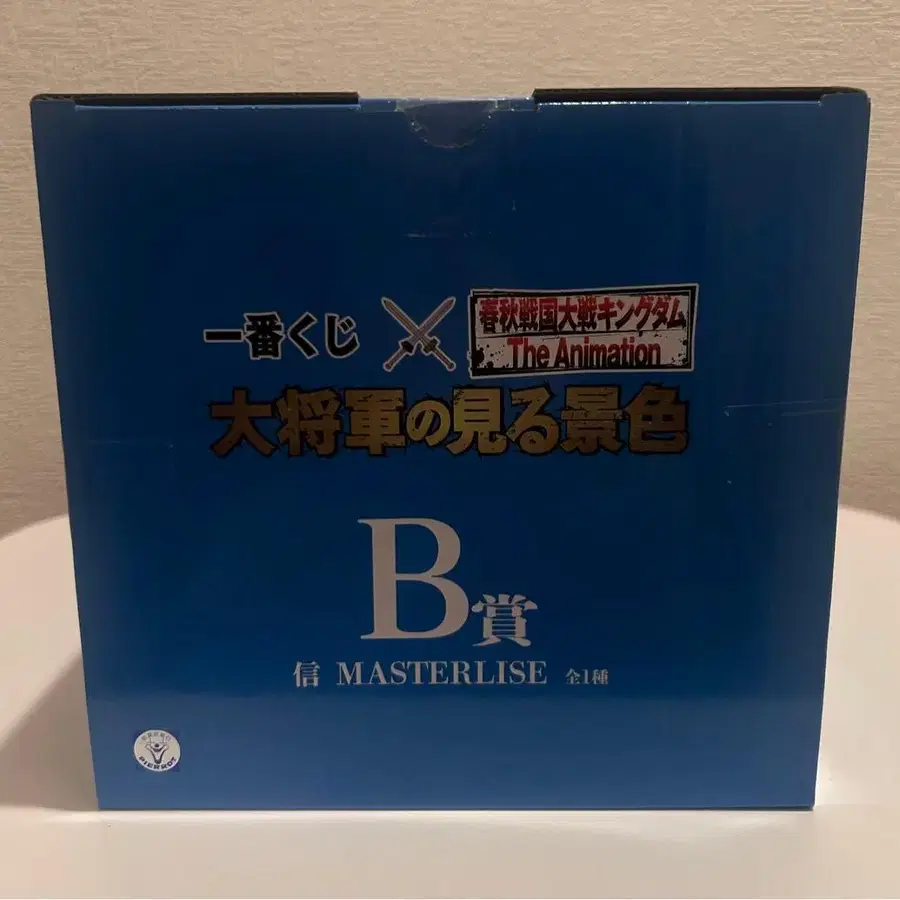 一番くじ
春秋戦国大戦キングダム
The Animation
大将軍の見る景色
B賞
信 MASTERLISE 全1種
PIERROT